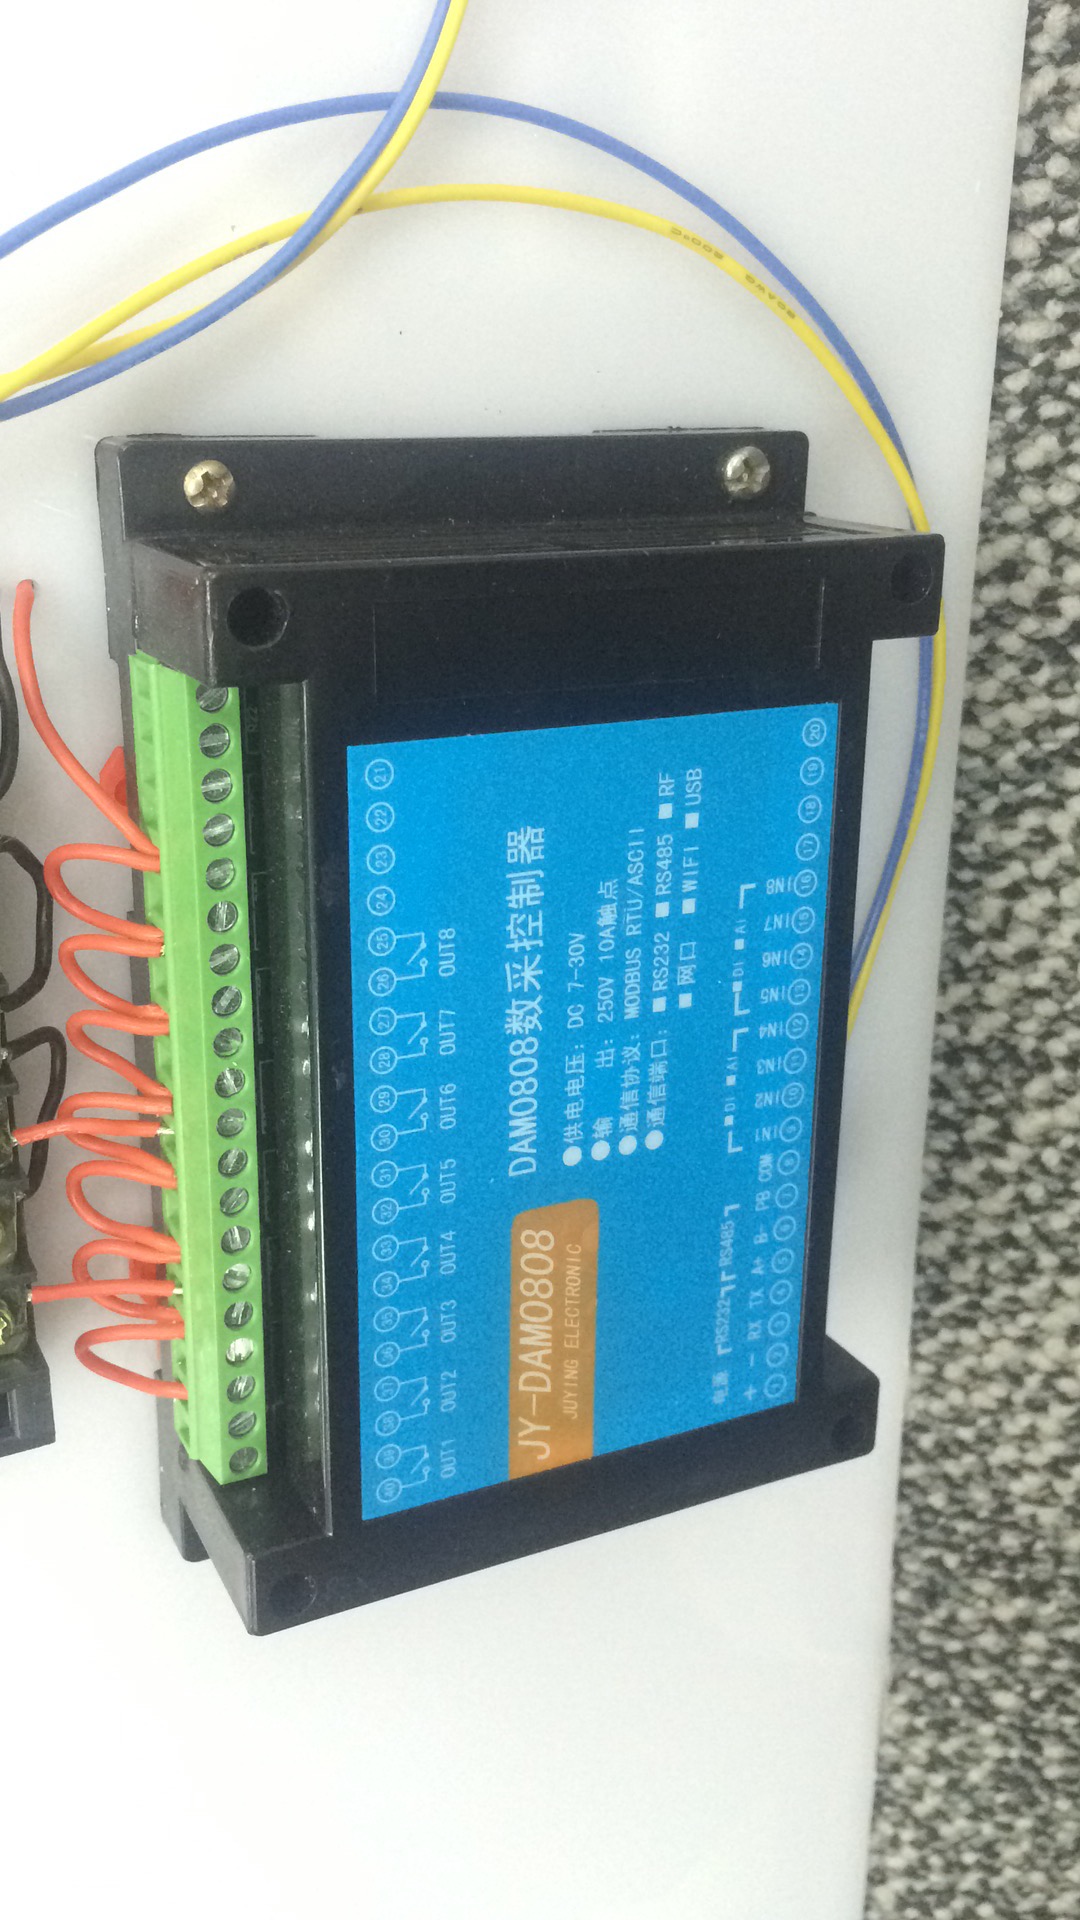 40 39 38 37 36 35 34 33 32 31 30 29 28 27 26 25 24 23 22 21
OUT1 OUT2 OUT3 OUT4 OUT5 OUT6 OUT7 OUT8
JY-DAM0808
JUYING ELECTRONIC
DAM0808数采控制器
●供电电压: DC 7-30V
●输 出: 250V 10A触点
●通信协议: MODBUS RTU/ASCII
●通信端口: ■RS232 ■RS485 ■RF
■网口 ■WIFI ■USB
电源 RS232 RS485 ■DI ■AI ■DI ■AI
+ - RX TX A+ B- PB COM IN1 IN2 IN3 IN4 IN5 IN6 IN7 IN8
1 2 3 4 5 6 7 8 9 10 11 12 13 14 15 16 17 18 19 20